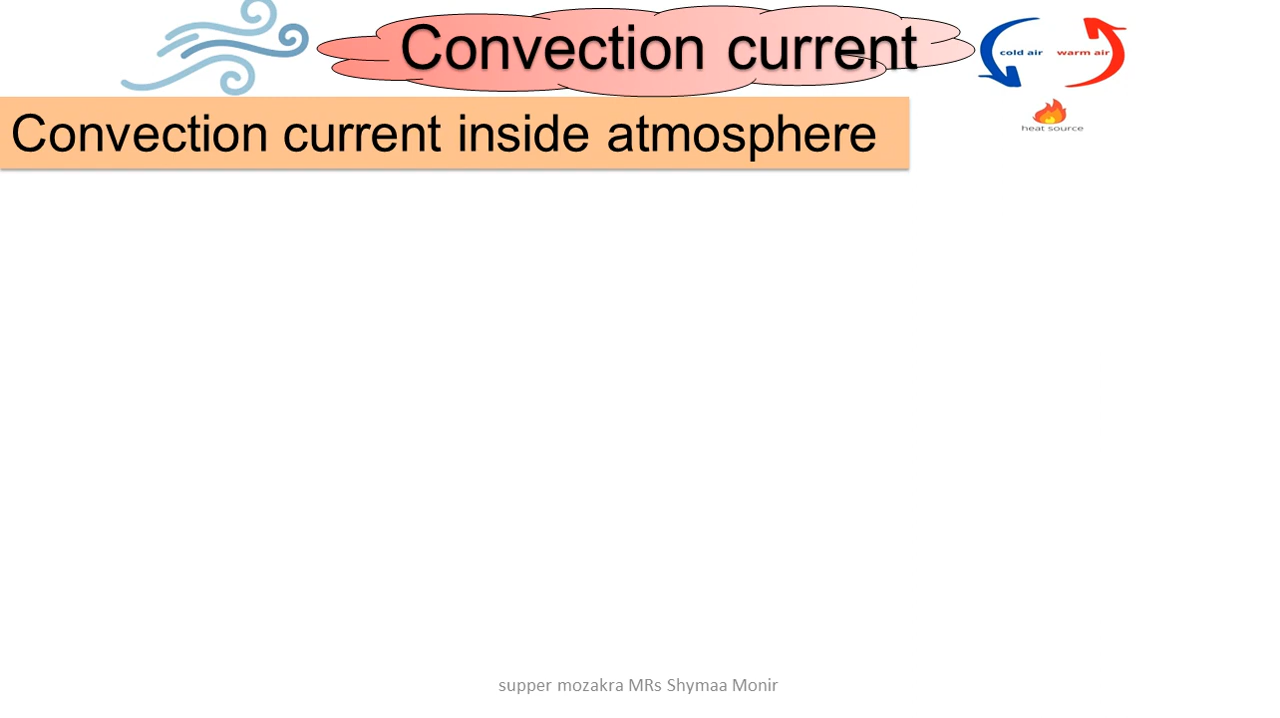 Convection current
cold air warm air
heat source
Convection current inside atmosphere
supper mozakra MRs Shymaa Monir